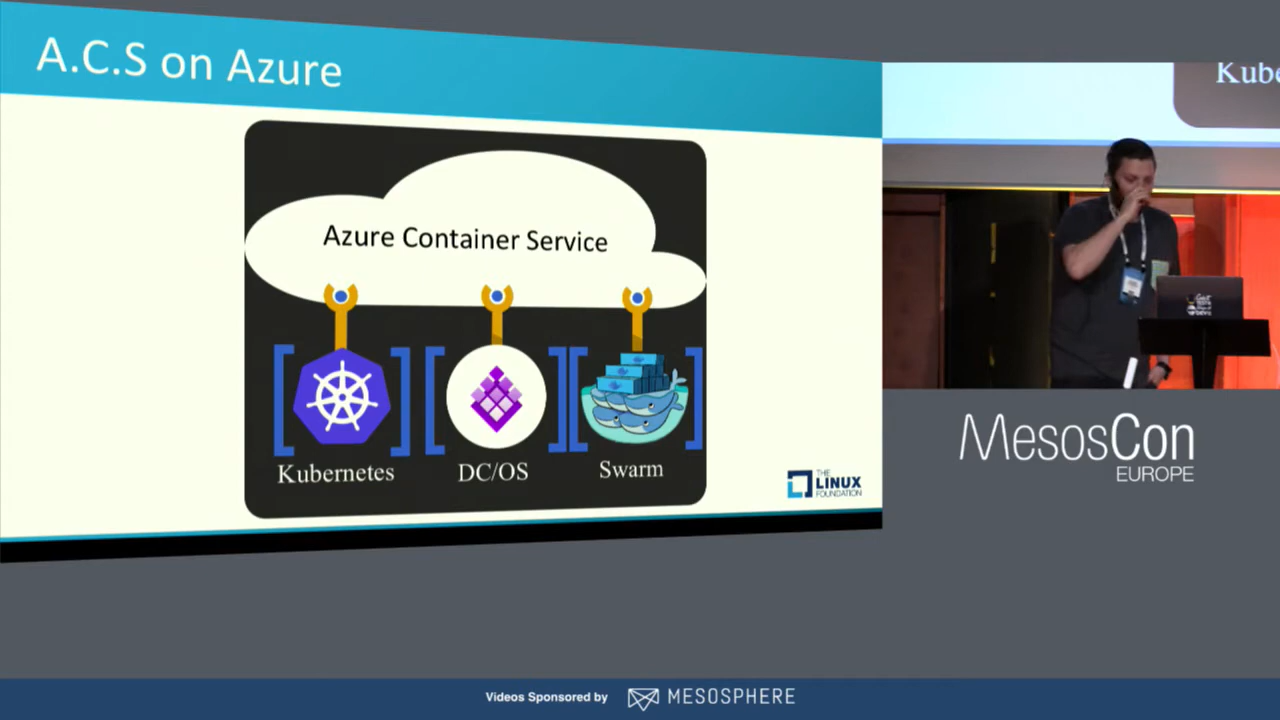 A.C.S on Azure
Azure Container Service
Kubernetes
DC/OS
Swarm
THE
LINUX
FOUNDATION
Kube
MesosCon
EUROPE
Videos Sponsored by MESOSPHERE